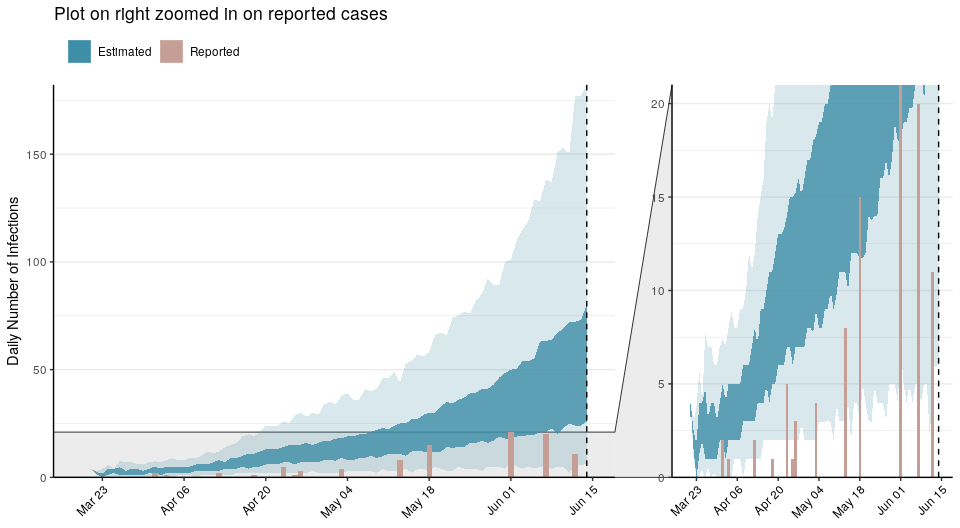 Plot on right zoomed in on reported cases
Estimated Reported
Daily Number of Infections
150
100
50
0
Mar 23 Apr 06 Apr 20 May 04 May 18 Jun 01 Jun 15
20
15
10
5
0
Mar 23 Apr 06 Apr 20 May 04 May 18 Jun 01 Jun 15